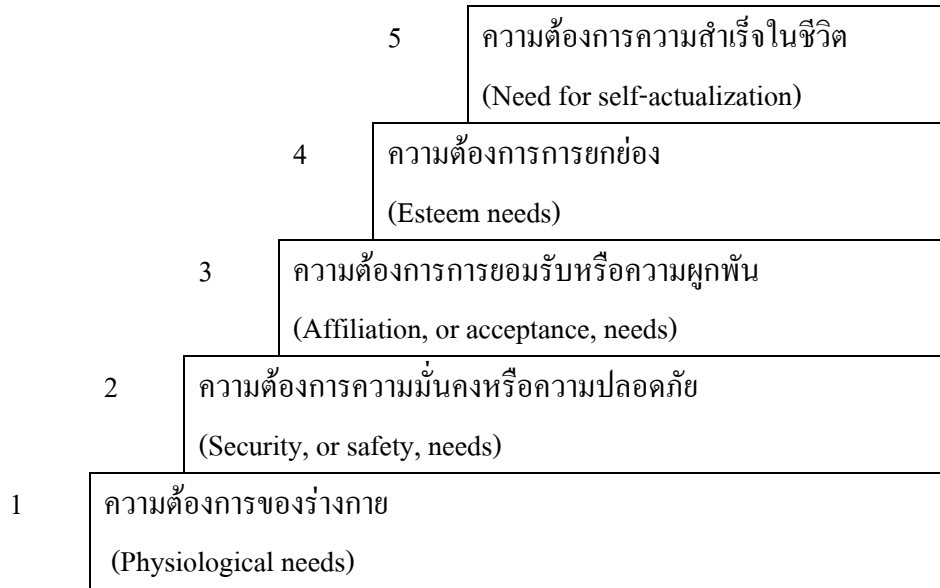 5 ความต้องการความสำเร็จในชีวิต
(Need for self-actualization)
4 ความต้องการการยกย่อง
(Esteem needs)
3 ความต้องการการยอมรับหรือความผูกพัน
(Affiliation, or acceptance, needs)
2 ความต้องการความมั่นคงหรือความปลอดภัย
(Security, or safety, needs)
1 ความต้องการของร่างกาย
(Physiological needs)